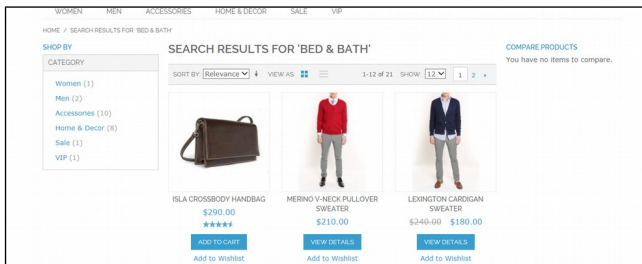 WOMEN MEN ACCESSORIES HOME & DECOR SALE VIP
HOME / SEARCH RESULTS FOR 'BED & BATH'
SHOP BY
CATEGORY
Women (1)
Men (2)
Accessories (10)
Home & Decor (8)
Sale (1)
VIP (1)
SEARCH RESULTS FOR 'BED & BATH'
SORT BY: Relevance VIEW AS: 1-12 of 21 SHOW: 12 1 2
ISLA CROSSBODY HANDBAG
$290.00
ADD TO CART
Add to Wishlist
MERINO V-NECK PULLOVER
SWEATER
$210.00
VIEW DETAILS
Add to Wishlist
LEXINGTON CARDIGAN
SWEATER
$240.00 $180.00
VIEW DETAILS
Add to Wishlist
COMPARE PRODUCTS
You have no items to compare.